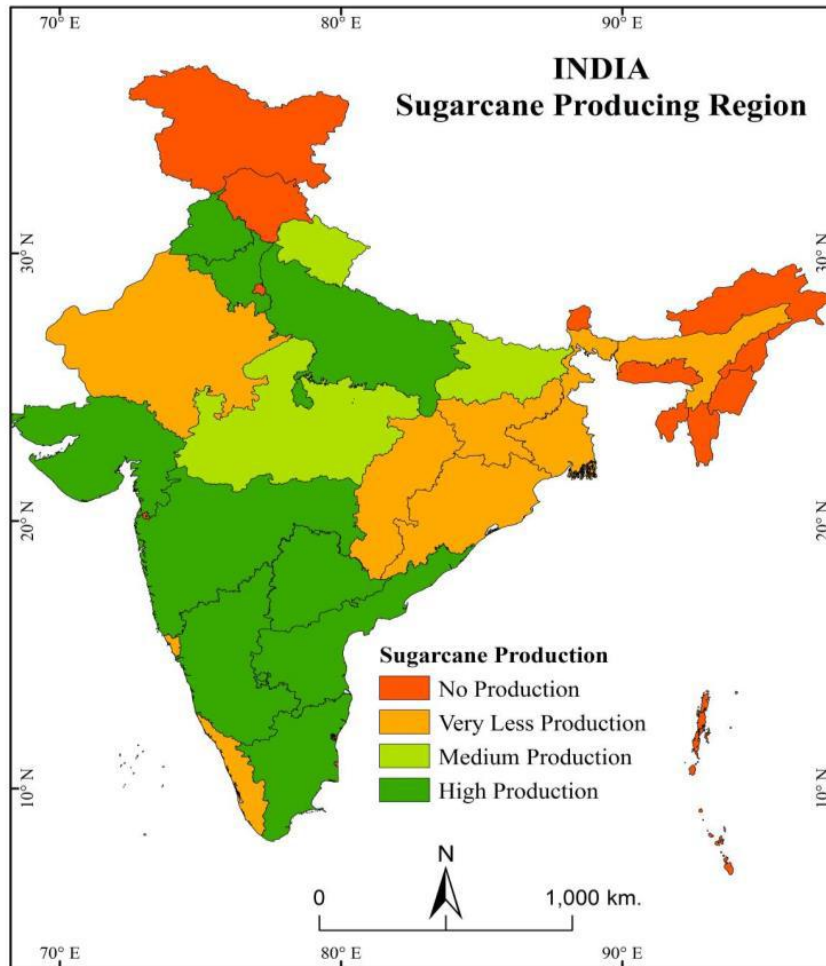 70° E 80° E 90° E
INDIA
Sugarcane Producing Region
30° N 30° N
20° N 20° N
Sugarcane Production
No Production
Very Less Production
Medium Production
High Production
10° N 10° N
N
0 1,000 km.
70° E 80° E 90° E